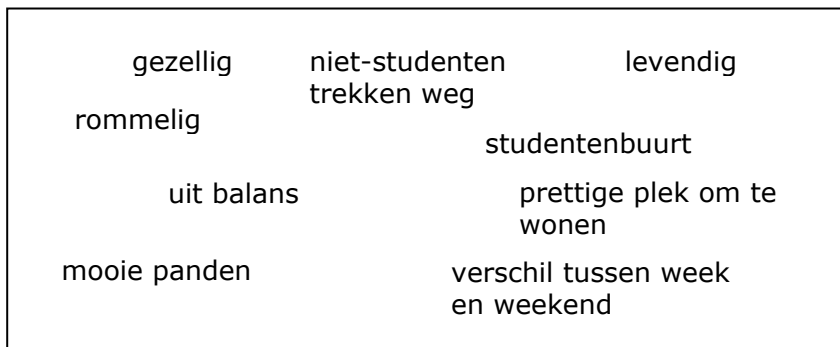 gezellig
niet-studenten
trekken weg
levendig
rommelig
studentenbuurt
uit balans
prettige plek om te
wonen
mooie panden
verschil tussen week
en weekend